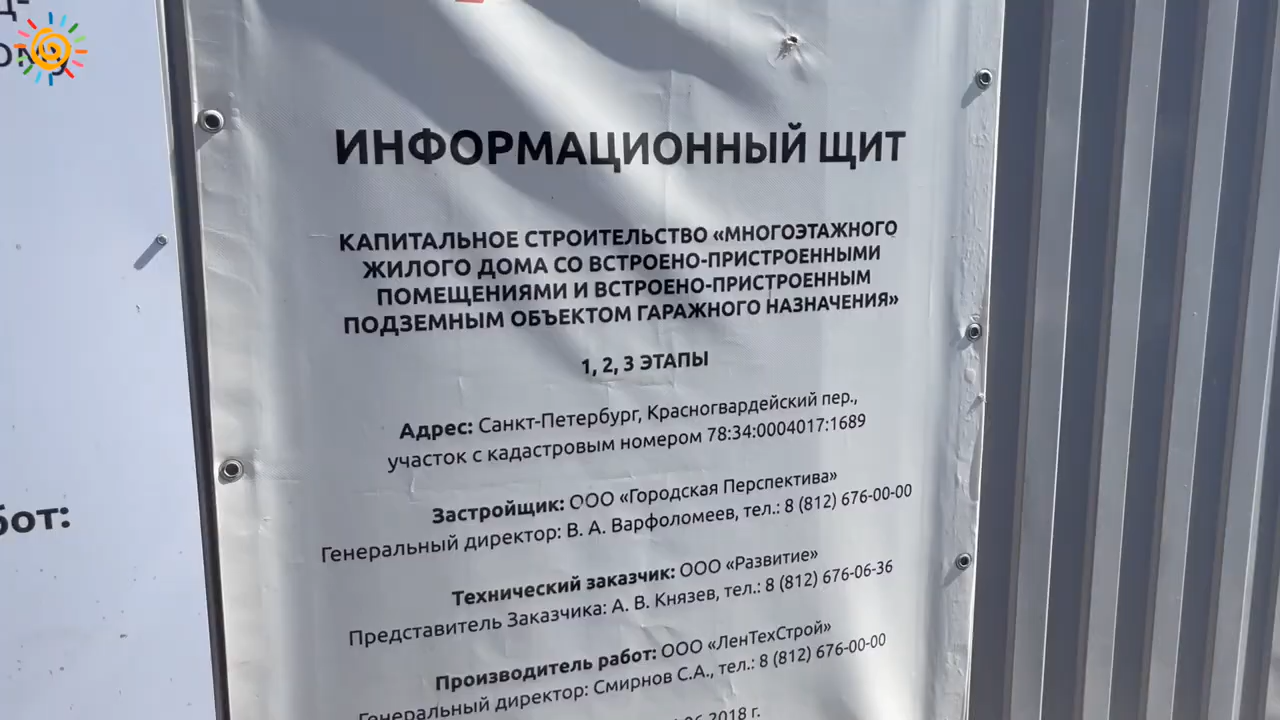 бот:
ИНФОРМАЦИОННЫЙ ЩИТ
КАПИТАЛЬНОЕ СТРОИТЕЛЬСТВО «МНОГОЭТАЖНОГО
ЖИЛОГО ДОМА СО ВСТРОЕНО-ПРИСТРОЕННЫМИ
ПОМЕЩЕНИЯМИ И ВСТРОЕНО-ПРИСТРОЕННЫМ
ПОДЗЕМНЫМ ОБЪЕКТОМ ГАРАЖНОГО НАЗНАЧЕНИЯ»
1, 2, 3 ЭТАПЫ
Адрес: Санкт-Петербург, Красногвардейский пер.,
участок с кадастровым номером 78:34:0004017:1689
Застройщик: ООО «Городская Перспектива»
Генеральный директор: В. А. Варфоломеев, тел.: 8 (812) 676-00-00
Технический заказчик: ООО «Развитие»
Представитель Заказчика: А. В. Князев, тел.: 8 (812) 676-06-36
Производитель работ: ООО «ЛенТехСтрой»
Генеральный директор: Смирнов С.А., тел.: 8 (812) 676-00-00
2018 г.